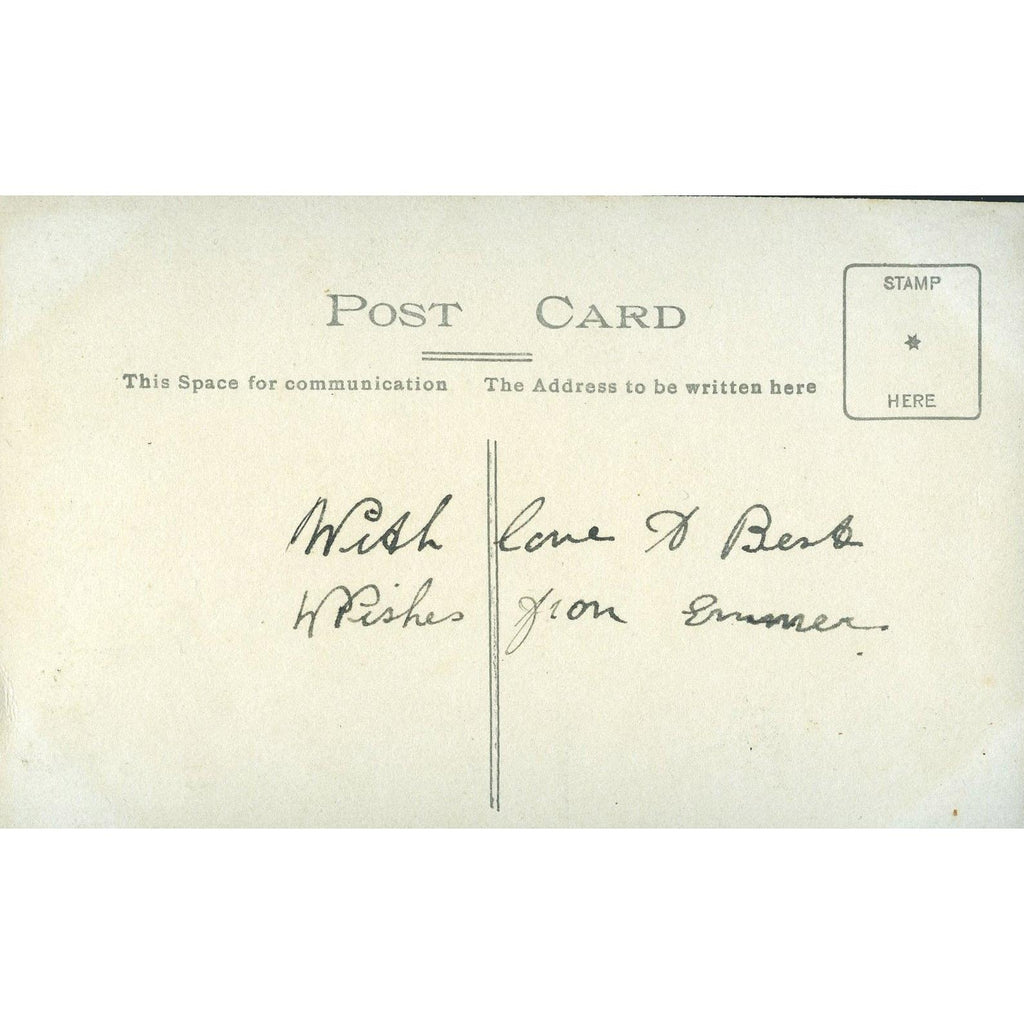 POST CARD
This Space for communication The Address to be written here
STAMP
HERE
With love & Best
Wishes from Emmer